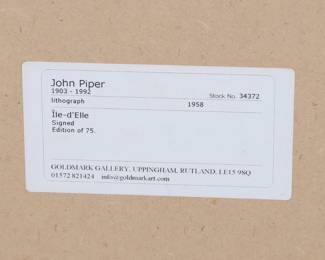 John Piper
1903 - 1992
Stock No. 34372
lithograph
1958
Île-d'Elle
Signed
Edition of 75.
GOLDMARK GALLERY, UPPINGHAM, RUTLAND, LE15 9SQ
01572 821424 info@goldmarkart.com